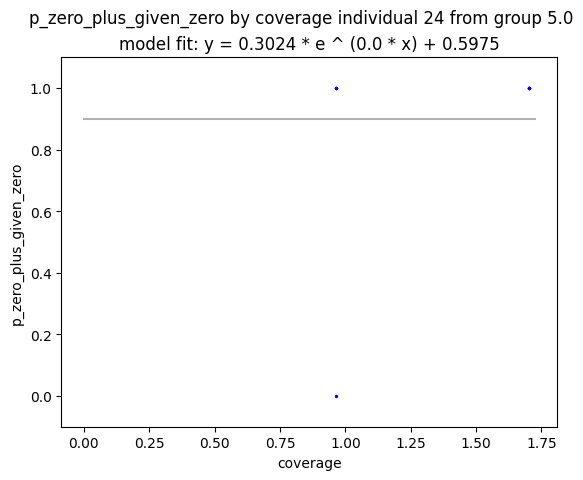 p_zero_plus_given_zero by coverage individual 24 from group 5.0
model fit: y = 0.3024 * e ^ (0.0 * x) + 0.5975
1.0
0.8
0.6
0.4
0.2
0.0
p_zero_plus_given_zero
0.00 0.25 0.50 0.75 1.00 1.25 1.50 1.75
coverage